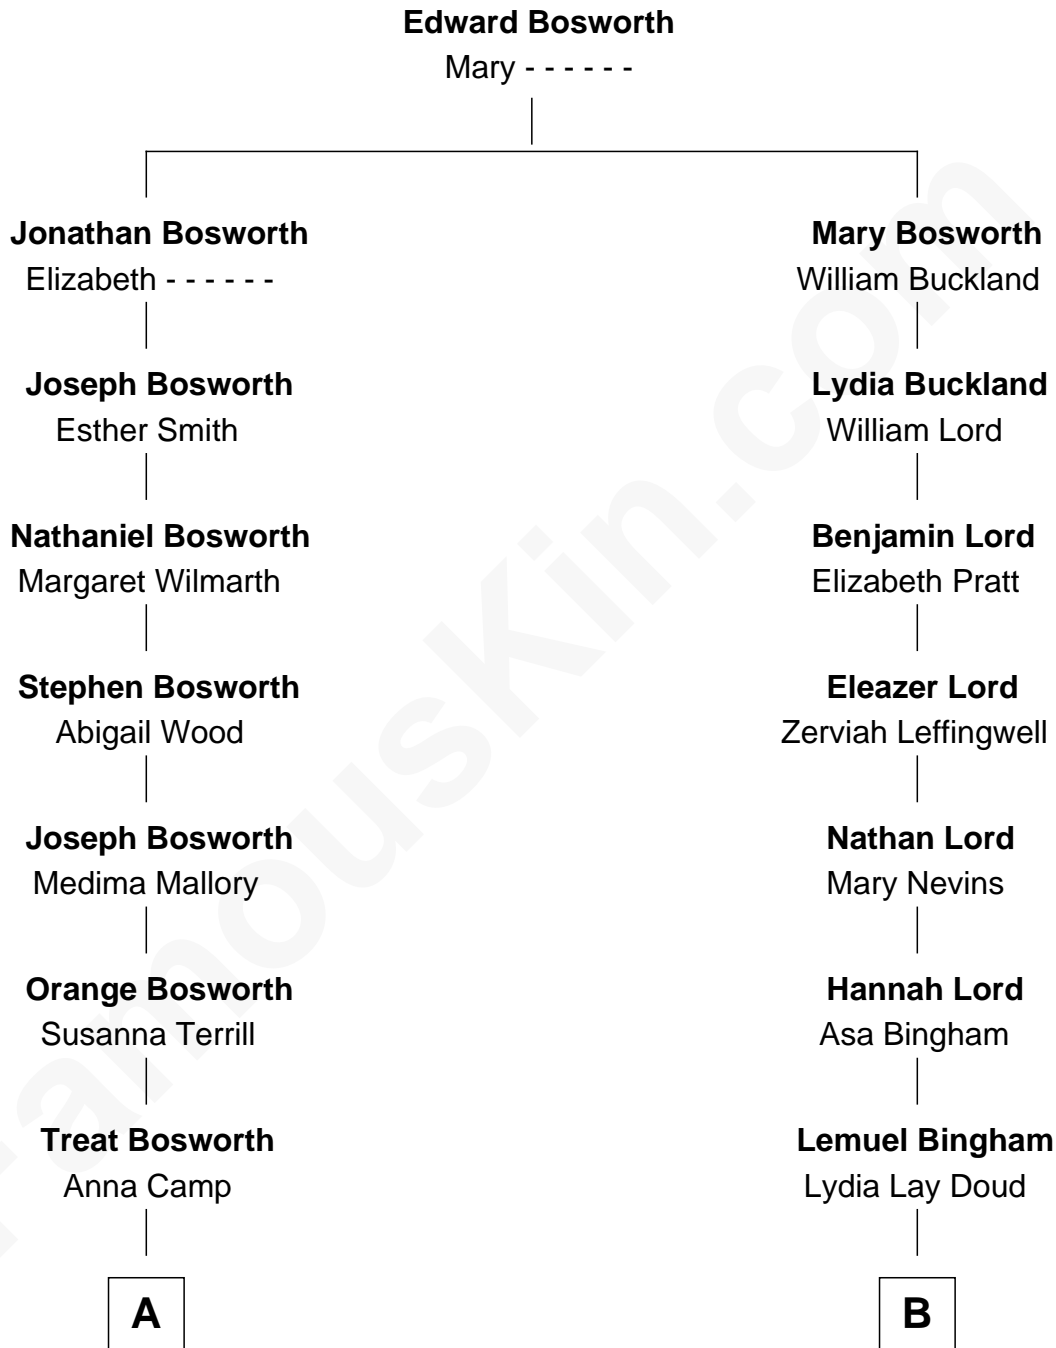 Edward Bosworth
Mary - - - - - -
Jonathan Bosworth
Elizabeth - - - - - -
Mary Bosworth
William Buckland
Joseph Bosworth
Esther Smith
Lydia Buckland
William Lord
Nathaniel Bosworth
Margaret Wilmarth
Benjamin Lord
Elizabeth Pratt
Stephen Bosworth
Abigail Wood
Eleazer Lord
Zerviah Leffingwell
Joseph Bosworth
Medima Mallory
Nathan Lord
Mary Nevins
Orange Bosworth
Susanna Terrill
Hannah Lord
Asa Bingham
Treat Bosworth
Anna Camp
Lemuel Bingham
Lydia Lay Doud
A
B
FamousKin.com